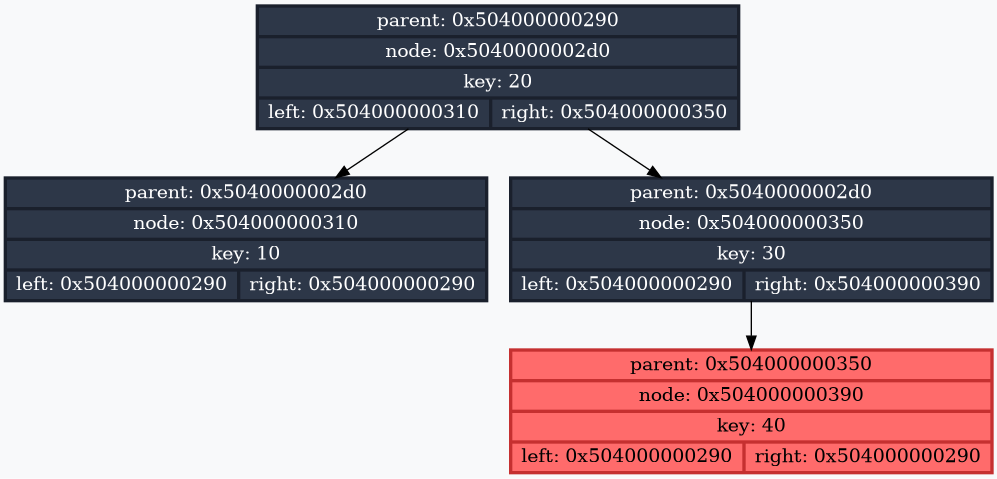 parent: 0x504000000290
node: 0x5040000002d0
key: 20
left: 0x504000000310 right: 0x504000000350
parent: 0x5040000002d0
node: 0x504000000310
key: 10
left: 0x504000000290 right: 0x504000000290
parent: 0x5040000002d0
node: 0x504000000350
key: 30
left: 0x504000000290 right: 0x504000000390
parent: 0x504000000350
node: 0x504000000390
key: 40
left: 0x504000000290 right: 0x504000000290